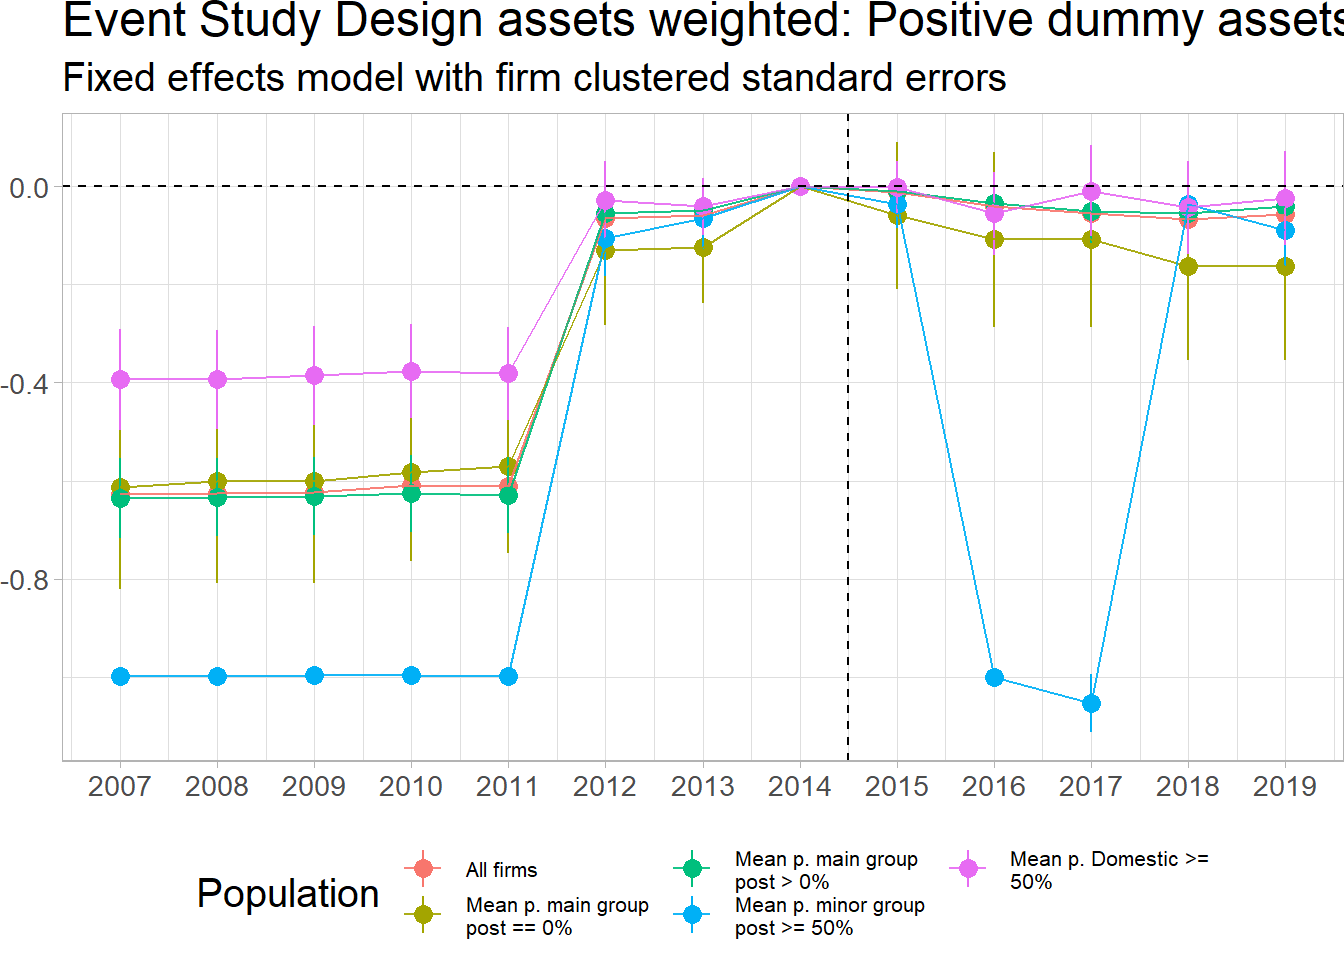 Event Study Design assets weighted: Positive dummy assets
Fixed effects model with firm clustered standard errors
0.0
-0.4
-0.8
2007 2008 2009 2010 2011 2012 2013 2014 2015 2016 2017 2018 2019
Population
All firms
Mean p. main group
post == 0%
Mean p. main group
post > 0%
Mean p. minor group
post >= 50%
Mean p. Domestic >=
50%